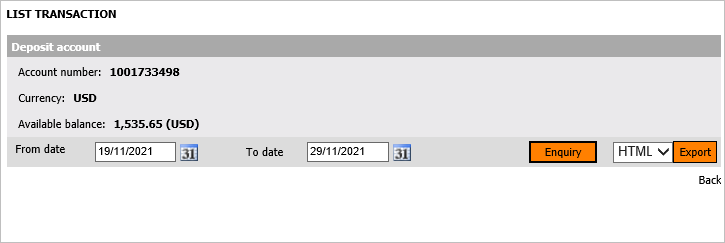 LIST TRANSACTION
Deposit account
Account number: 1001733498
Currency: USD
Available balance: 1,535.65 (USD)
From date 19/11/2021 31 To date 29/11/2021 31 Enquiry HTML Export
Back